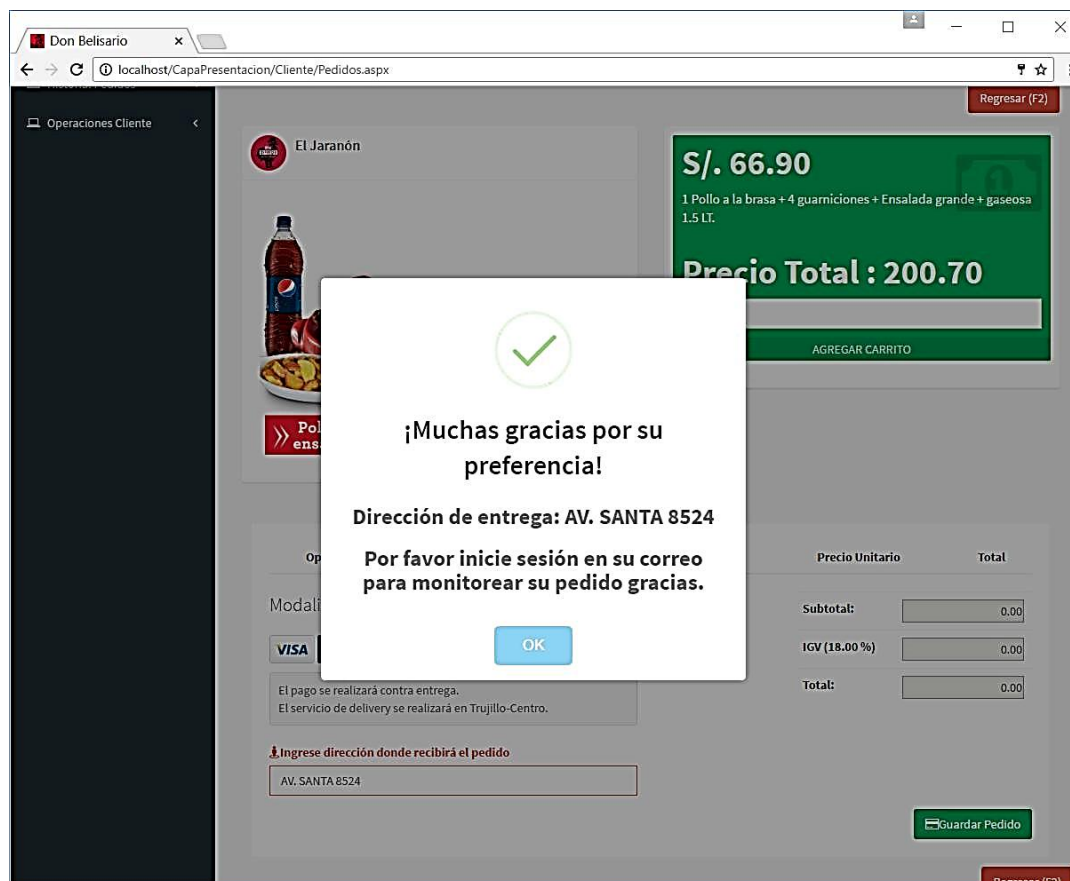 Don Belisario
localhost/CapaPresentacion/Cliente/Pedidos.aspx
Regresar (F2)
Operaciones Cliente
El Jaranón
S/. 66.90
1 Pollo a la brasa + 4 guarniciones + Ensalada grande + gaseosa
1.5 LT.
Precio Total : 200.70
AGREGAR CARRITO
Pol
ens
¡Muchas gracias por su
preferencia!
Dirección de entrega: AV. SANTA 8524
Por favor inicie sesión en su correo
para monitorear su pedido gracias.
OK
Op
Precio Unitario
Total
Modali
VISA
Subtotal:
0.00
IGV (18.00 %)
0.00
Total:
0.00
El pago se realizará contra entrega.
El servicio de delivery se realizará en Trujillo-Centro.
Ingrese dirección donde recibirá el pedido
AV. SANTA 8524
Guardar Pedido